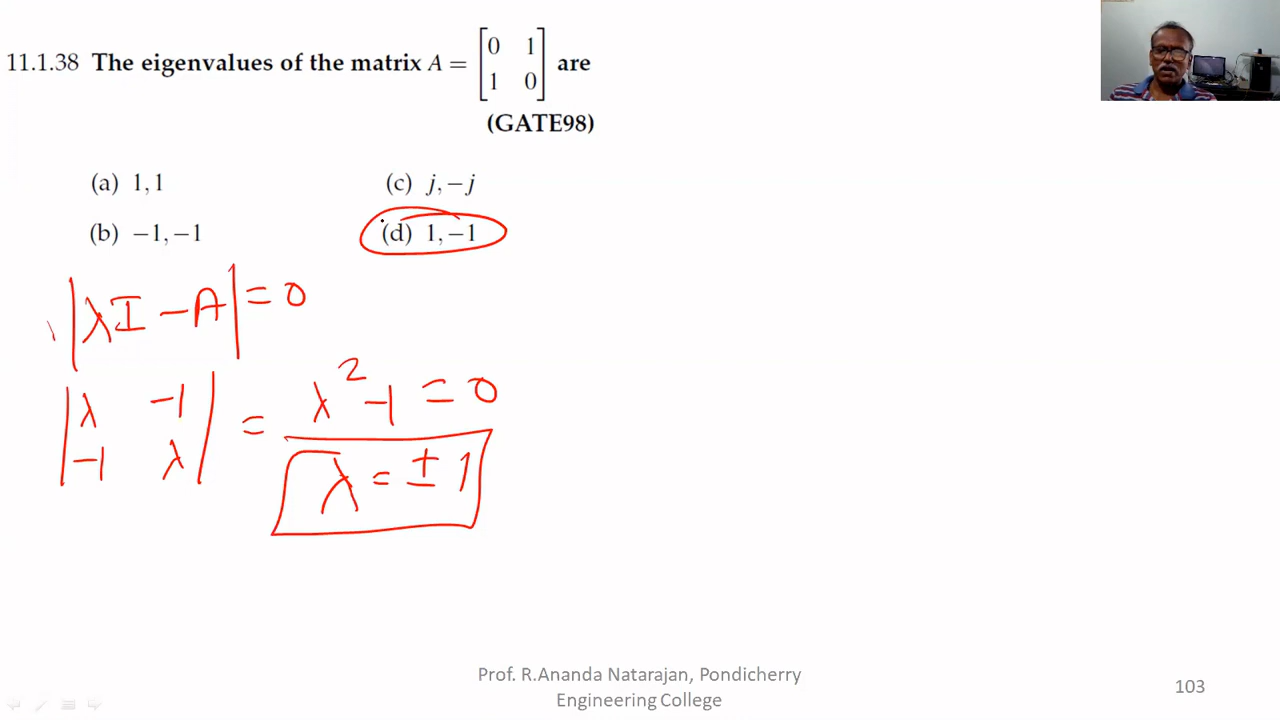 11.1.38 The eigenvalues of the matrix A = [0 1
1 0] are
(GATE98)
(a) 1, 1
(c) j, −j
(b) −1, −1
(d) 1, −1
|λI − A| = 0
|λ −1
−1 λ| = λ² − 1 = 0
λ = ± 1
Prof. R.Ananda Natarajan, Pondicherry
Engineering College
103